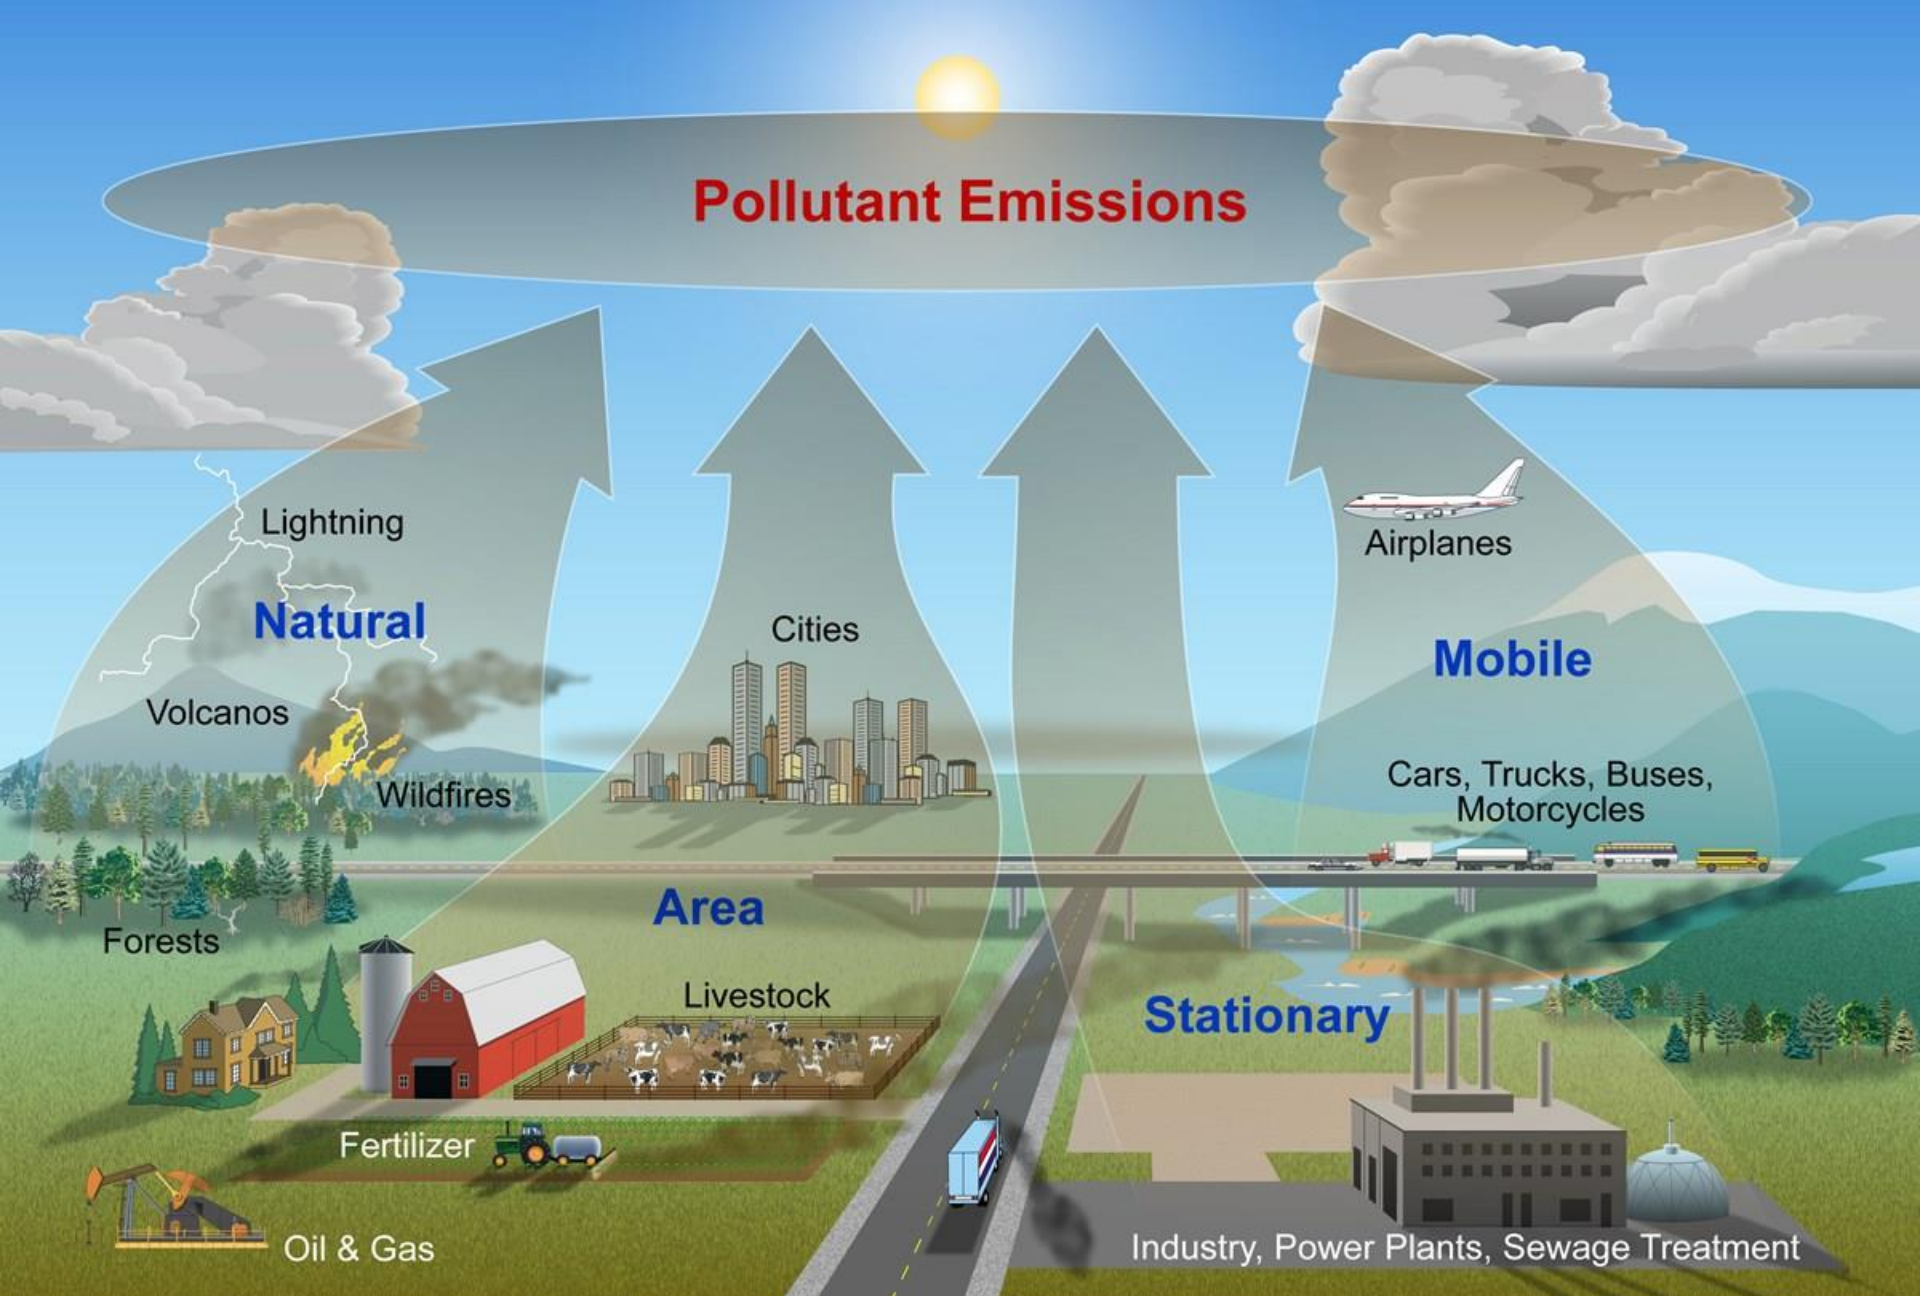 Pollutant Emissions
Lightning
Natural
Volcanos
Wildfires
Forests
Cities
Area
Livestock
Fertilizer
Oil & Gas
Airplanes
Mobile
Cars, Trucks, Buses,
Motorcycles
Stationary
Industry, Power Plants, Sewage Treatment